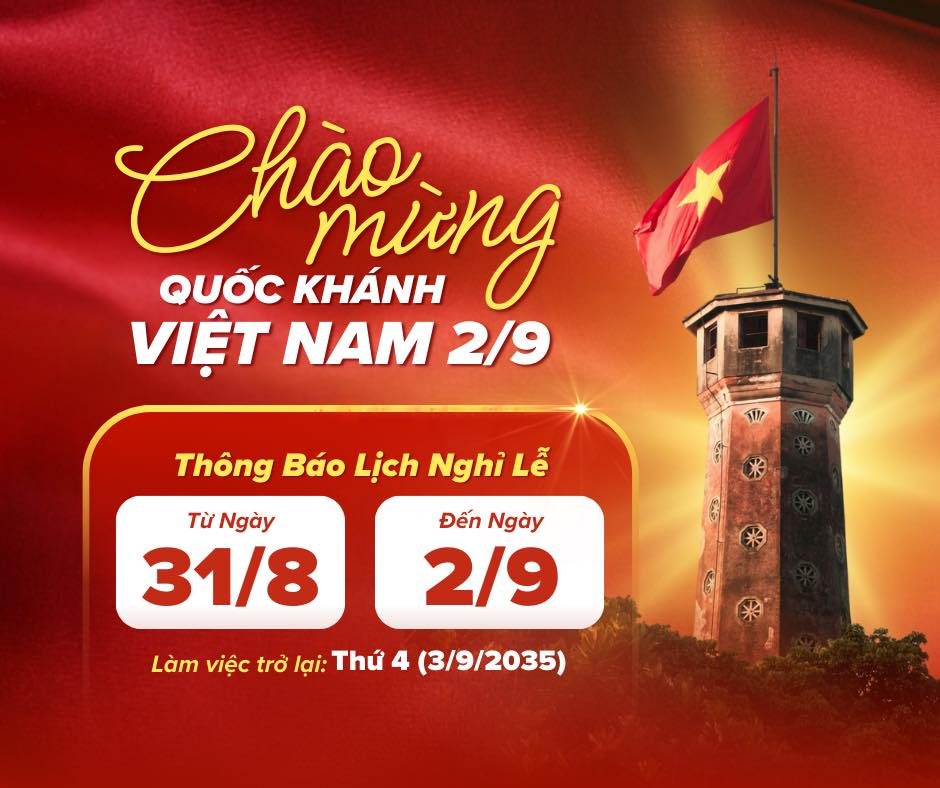 Chào
mừng
QUỐC KHÁNH
VIỆT NAM 2/9
Thông Báo Lịch Nghỉ Lễ
Từ Ngày
31/8
Đến Ngày
2/9
Làm việc trở lại: Thứ 4 (3/9/2035)